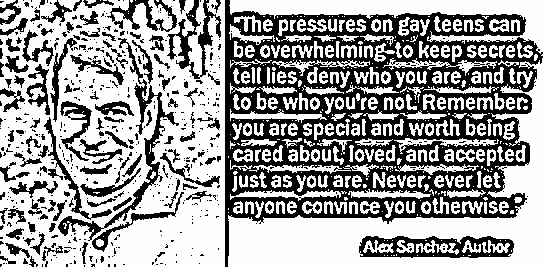 "The pressures on gay teens can
be overwhelming-to keep secrets,
tell lies, deny who you are, and try
to be who you're not. Remember:
you are special and worth being
cared about, loved, and accepted
just as you are. Never, ever let
anyone convince you otherwise."
Alex Sanchez, Author